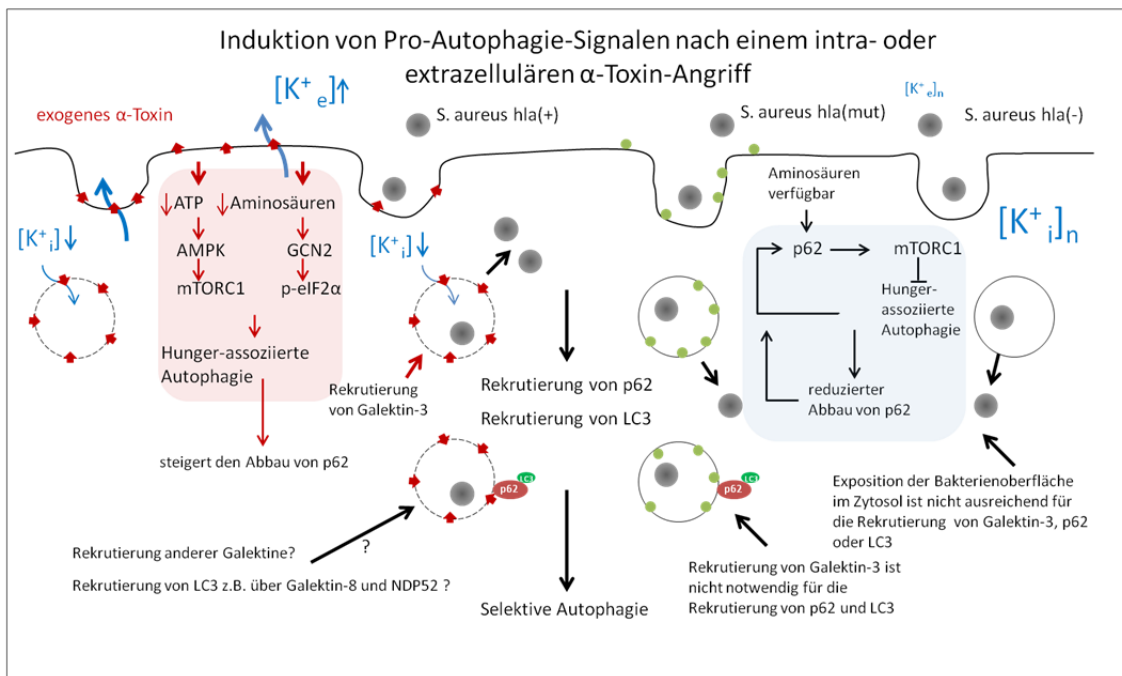 Induktion von Pro-Autophagie-Signalen nach einem intra- oder
extrazellulären α-Toxin-Angriff
exogenes α-Toxin
[K⁺ₑ]↑
S. aureus hla(+)
S. aureus hla(mut)
[K⁺ₑ]ₙ
S. aureus hla(-)
[K⁺ᵢ]↓
↓ATP
↓Aminosäuren
AMPK
GCN2
mTORC1
p-eIF2α
Hunger-assoziierte
Autophagie
steigert den Abbau von p62
[K⁺ᵢ]↓
Rekrutierung
von Galektin-3
Rekrutierung von p62
Rekrutierung von LC3
Aminosäuren
verfügbar
p62
mTORC1
Hunger-
assoziierte
Autophagie
reduzierter
Abbau von p62
[K⁺ᵢ]ₙ
LC3
p62
LC3
p62
Exposition der Bakterienoberfläche
im Zytosol ist nicht ausreichend für
die Rekrutierung von Galektin-3, p62
oder LC3
Rekrutierung anderer Galektine?
?
Rekrutierung von LC3 z.B. über Galektin-8 und NDP52 ?
Selektive Autophagie
Rekrutierung von Galektin-3 ist
nicht notwendig für die
Rekrutierung von p62 und LC3